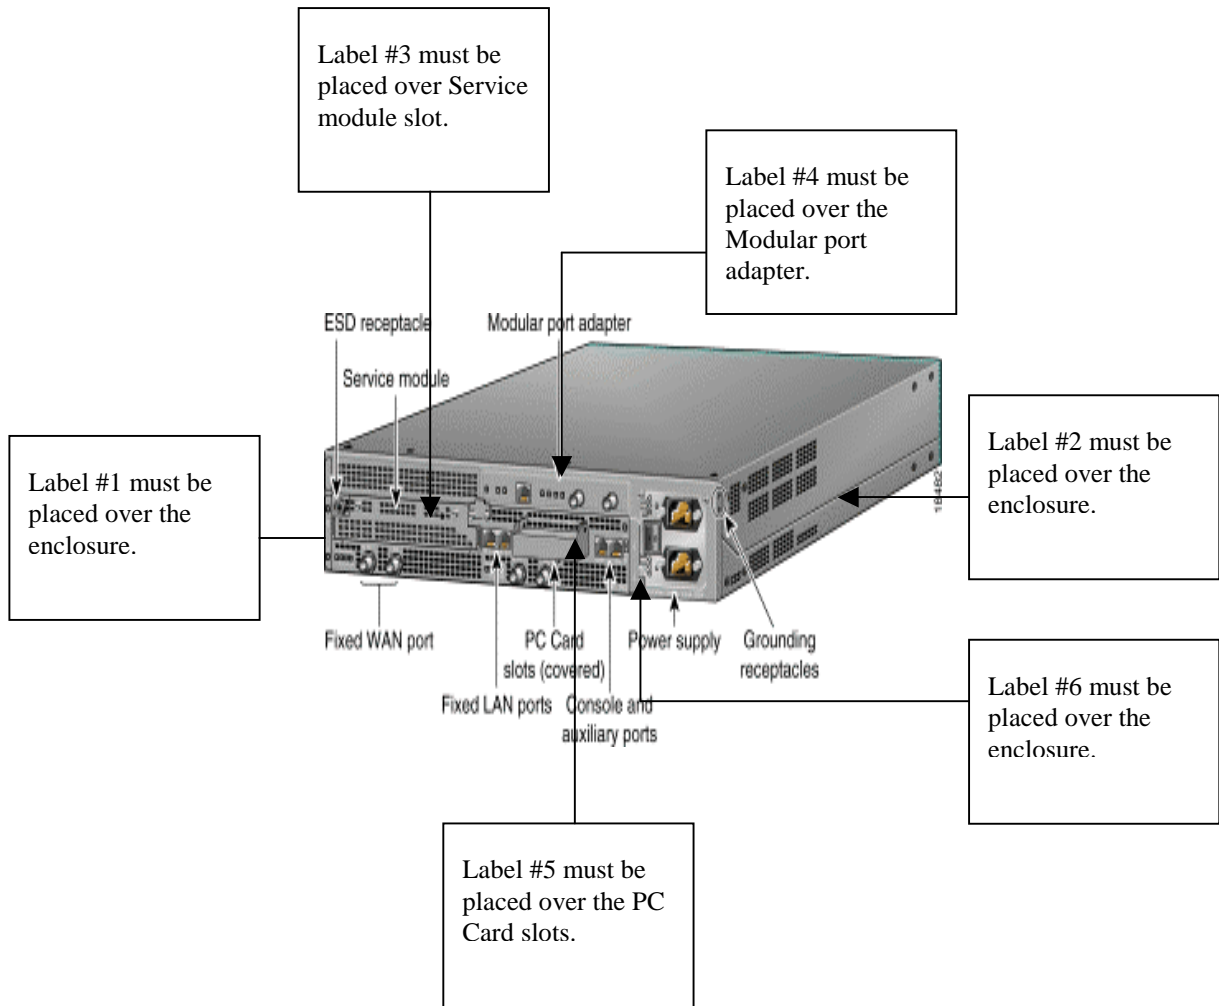 Label #3 must be
placed over Service
module slot.
Label #4 must be
placed over the
Modular port
adapter.
ESD receptacle
Modular port adapter
Service module
Label #1 must be
placed over the
enclosure.
Label #2 must be
placed over the
enclosure.
18482
Fixed WAN port
PC Card
slots (covered)
Power supply
Grounding
receptacles
Fixed LAN ports
Console and
auxiliary ports
Label #6 must be
placed over the
enclosure.
Label #5 must be
placed over the PC
Card slots.